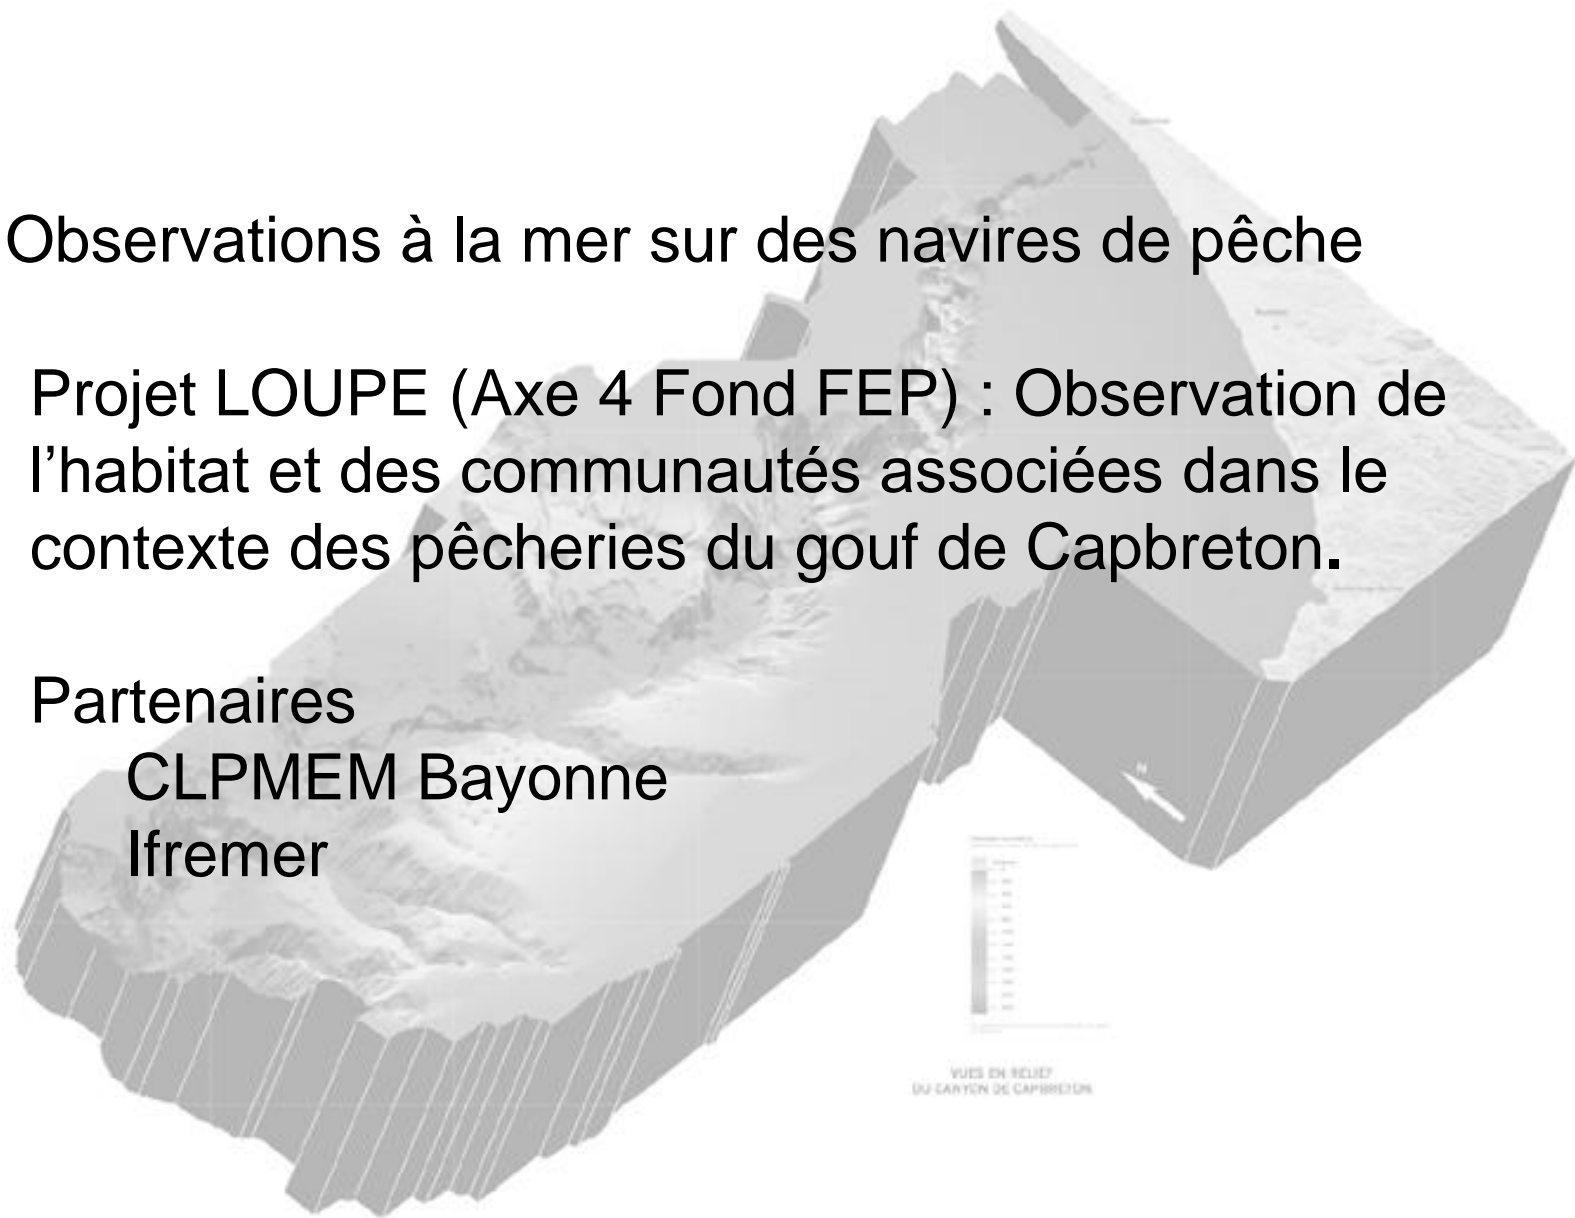 Observations à la mer sur des navires de pêche
Projet LOUPE (Axe 4 Fond FEP) : Observation de
l’habitat et des communautés associées dans le
contexte des pêcheries du gouf de Capbreton.
Partenaires
CLPMEM Bayonne
Ifremer
N
VUES EN RELIEF
DU CANYON DE CAPBRETON